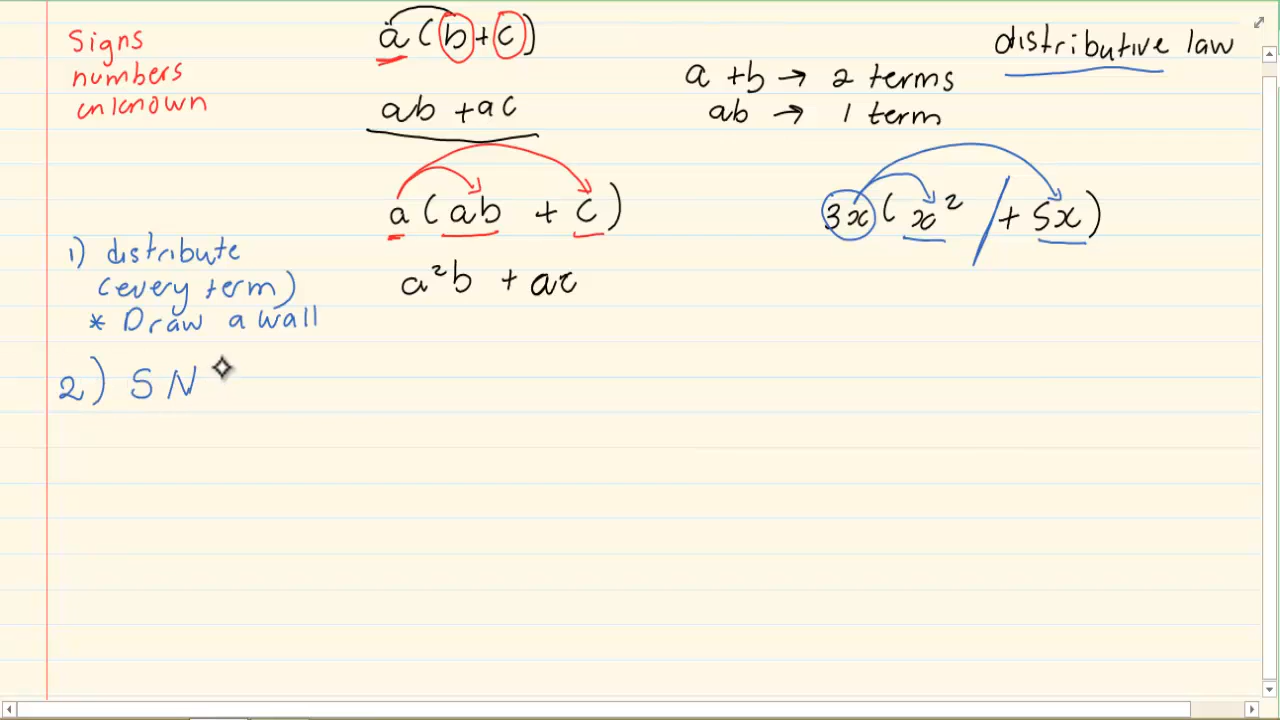 Signs
numbers
unknown
a(b+c)
ab +ac
a(ab + c)
a²b + ac
distributive law
a +b → 2 terms
ab → 1 term
3x(x² / + 5x)
1) distribute
(every term)
* Draw a wall
2) S N